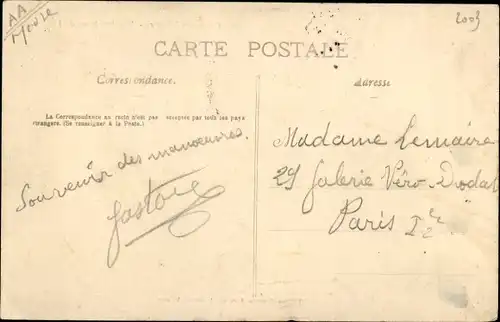 AA
Meuse
2003
CARTE POSTALE
Correspondance.
Adresse
La Correspondance au recto n'est pas acceptée par tous les pays
étrangers. (Se renseigner à la Poste.)
Souvenir des manoeuvres.
Madame Lemaire
29 Galerie Véro-Dodat
Paris Ier